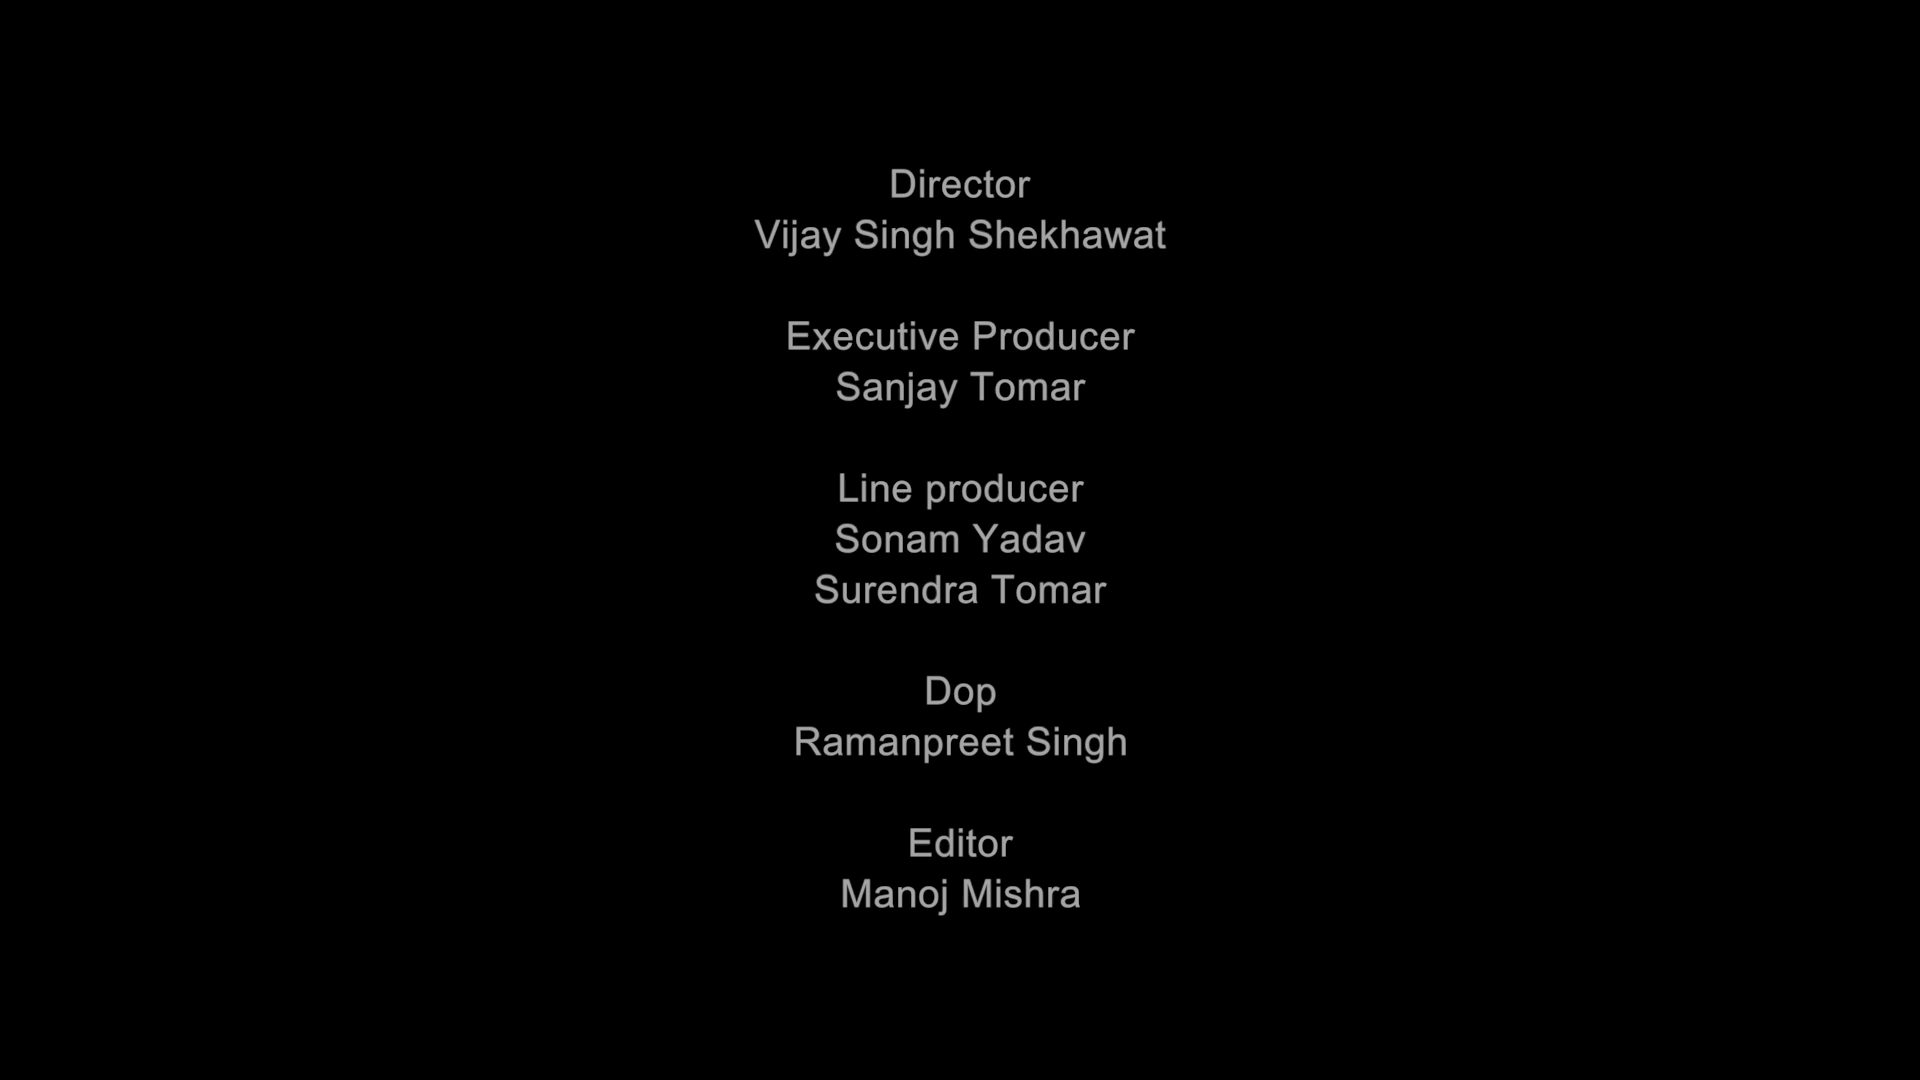 Director
Vijay Singh Shekhawat
Executive Producer
Sanjay Tomar
Line producer
Sonam Yadav
Surendra Tomar
Dop
Ramanpreet Singh
Editor
Manoj Mishra